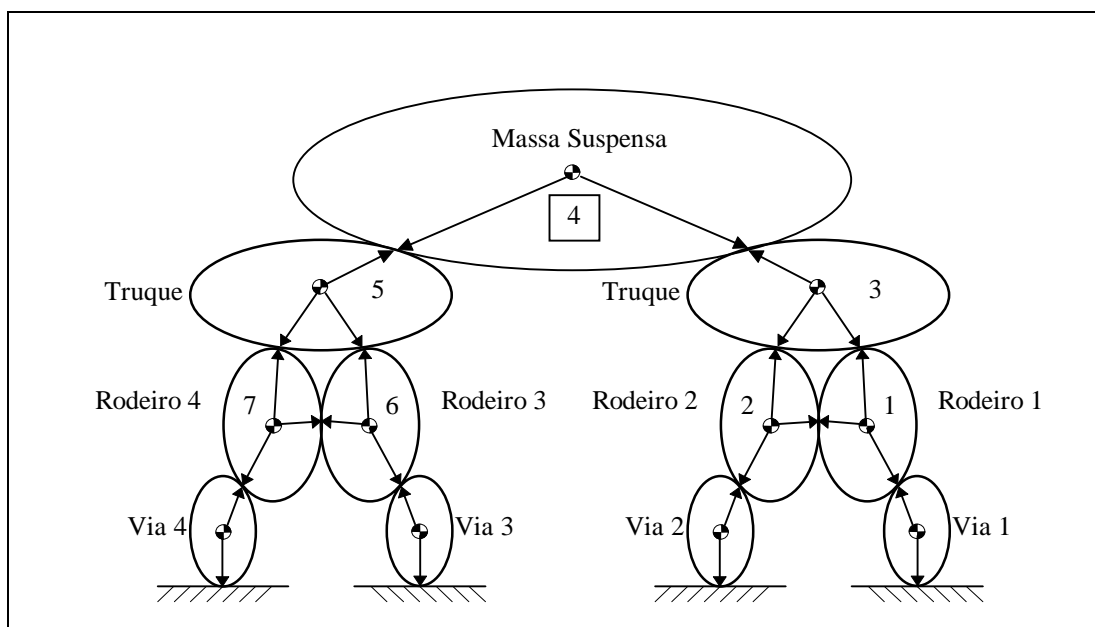 Massa Suspensa
4
Truque 5 Truque 3
Rodeiro 4 7 6 Rodeiro 3 Rodeiro 2 2 1 Rodeiro 1
Via 4 Via 3 Via 2 Via 1